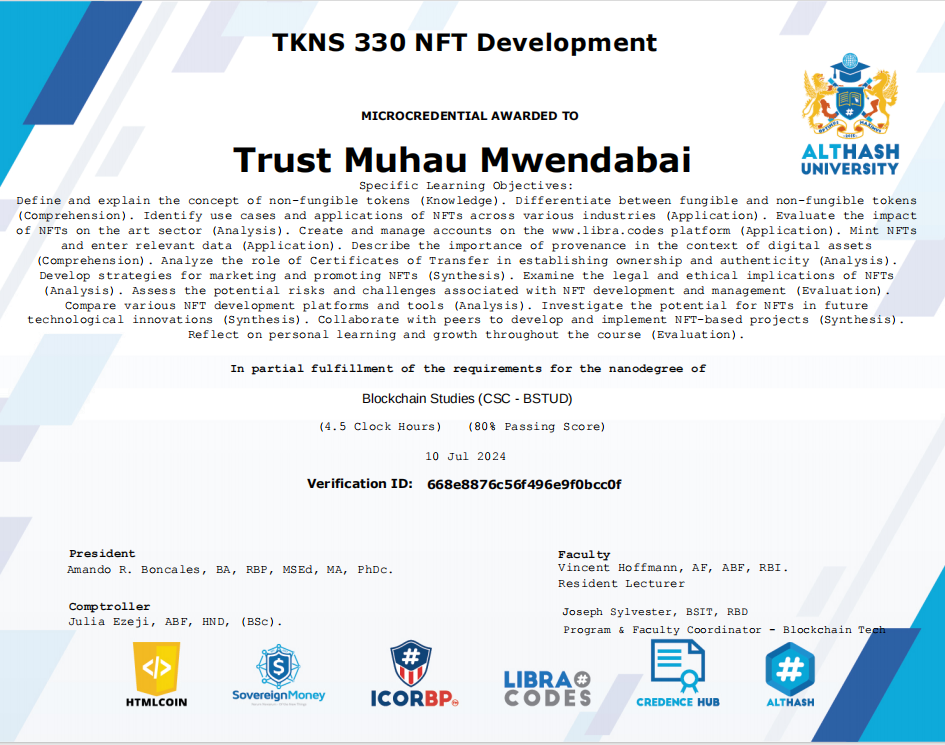 TKNS 330 NFT Development
MICROCREDENTIAL AWARDED TO
Trust Muhau Mwendabai
ALTHASH
UNIVERSITY
Specific Learning Objectives:
Define and explain the concept of non-fungible tokens (Knowledge). Differentiate between fungible and non-fungible tokens
(Comprehension). Identify use cases and applications of NFTs across various industries (Application). Evaluate the impact
of NFTs on the art sector (Analysis). Create and manage accounts on the www.libra.codes platform (Application). Mint NFTs
and enter relevant data (Application). Describe the importance of provenance in the context of digital assets
(Comprehension). Analyze the role of Certificates of Transfer in establishing ownership and authenticity (Analysis).
Develop strategies for marketing and promoting NFTs (Synthesis). Examine the legal and ethical implications of NFTs
(Analysis). Assess the potential risks and challenges associated with NFT development and management (Evaluation).
Compare various NFT development platforms and tools (Analysis). Investigate the potential for NFTs in future
technological innovations (Synthesis). Collaborate with peers to develop and implement NFT-based projects (Synthesis).
Reflect on personal learning and growth throughout the course (Evaluation).
In partial fulfillment of the requirements for the nanodegree of
Blockchain Studies (CSC - BSTUD)
(4.5 Clock Hours) (80% Passing Score)
10 Jul 2024
Verification ID: 668e8876c56f496e9f0bcc0f
President
Amando R. Boncales, BA, RBP, MSEd, MA, PhDc.
Comptroller
Julia Ezeji, ABF, HND, (BSc).
Faculty
Vincent Hoffmann, AF, ABF, RBI.
Resident Lecturer
Joseph Sylvester, BSIT, RBD
Program & Faculty Coordinator - Blockchain Tech
HTMLCOIN
SovereignMoney
ICORBP
LIBRA#
CODES
CREDENCE HUB
#
ALTHASH